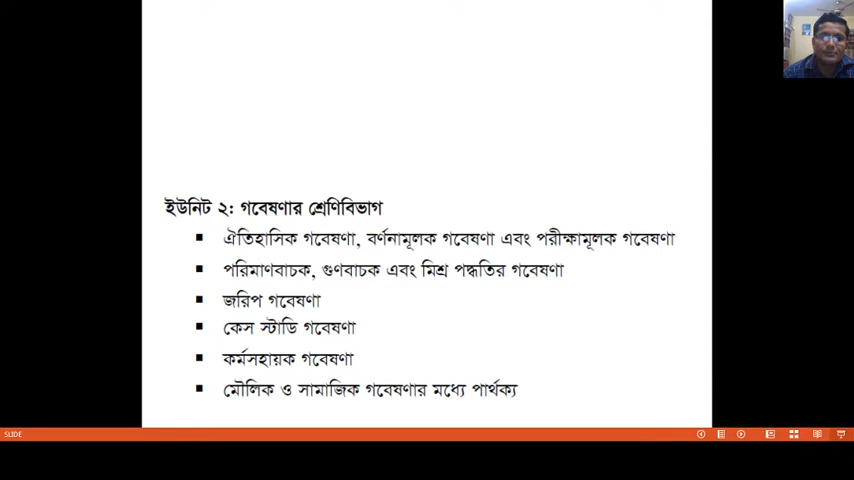 ইউনিট ২: গবেষণার শ্রেণিবিভাগ
▪ ঐতিহাসিক গবেষণা, বর্ণনামূলক গবেষণা এবং পরীক্ষামূলক গবেষণা
▪ পরিমাণবাচক, গুণবাচক এবং মিশ্র পদ্ধতির গবেষণা
▪ জরিপ গবেষণা
▪ কেস স্টাডি গবেষণা
▪ কর্মসহায়ক গবেষণা
▪ মৌলিক ও সামাজিক গবেষণার মধ্যে পার্থক্য
SLIDE